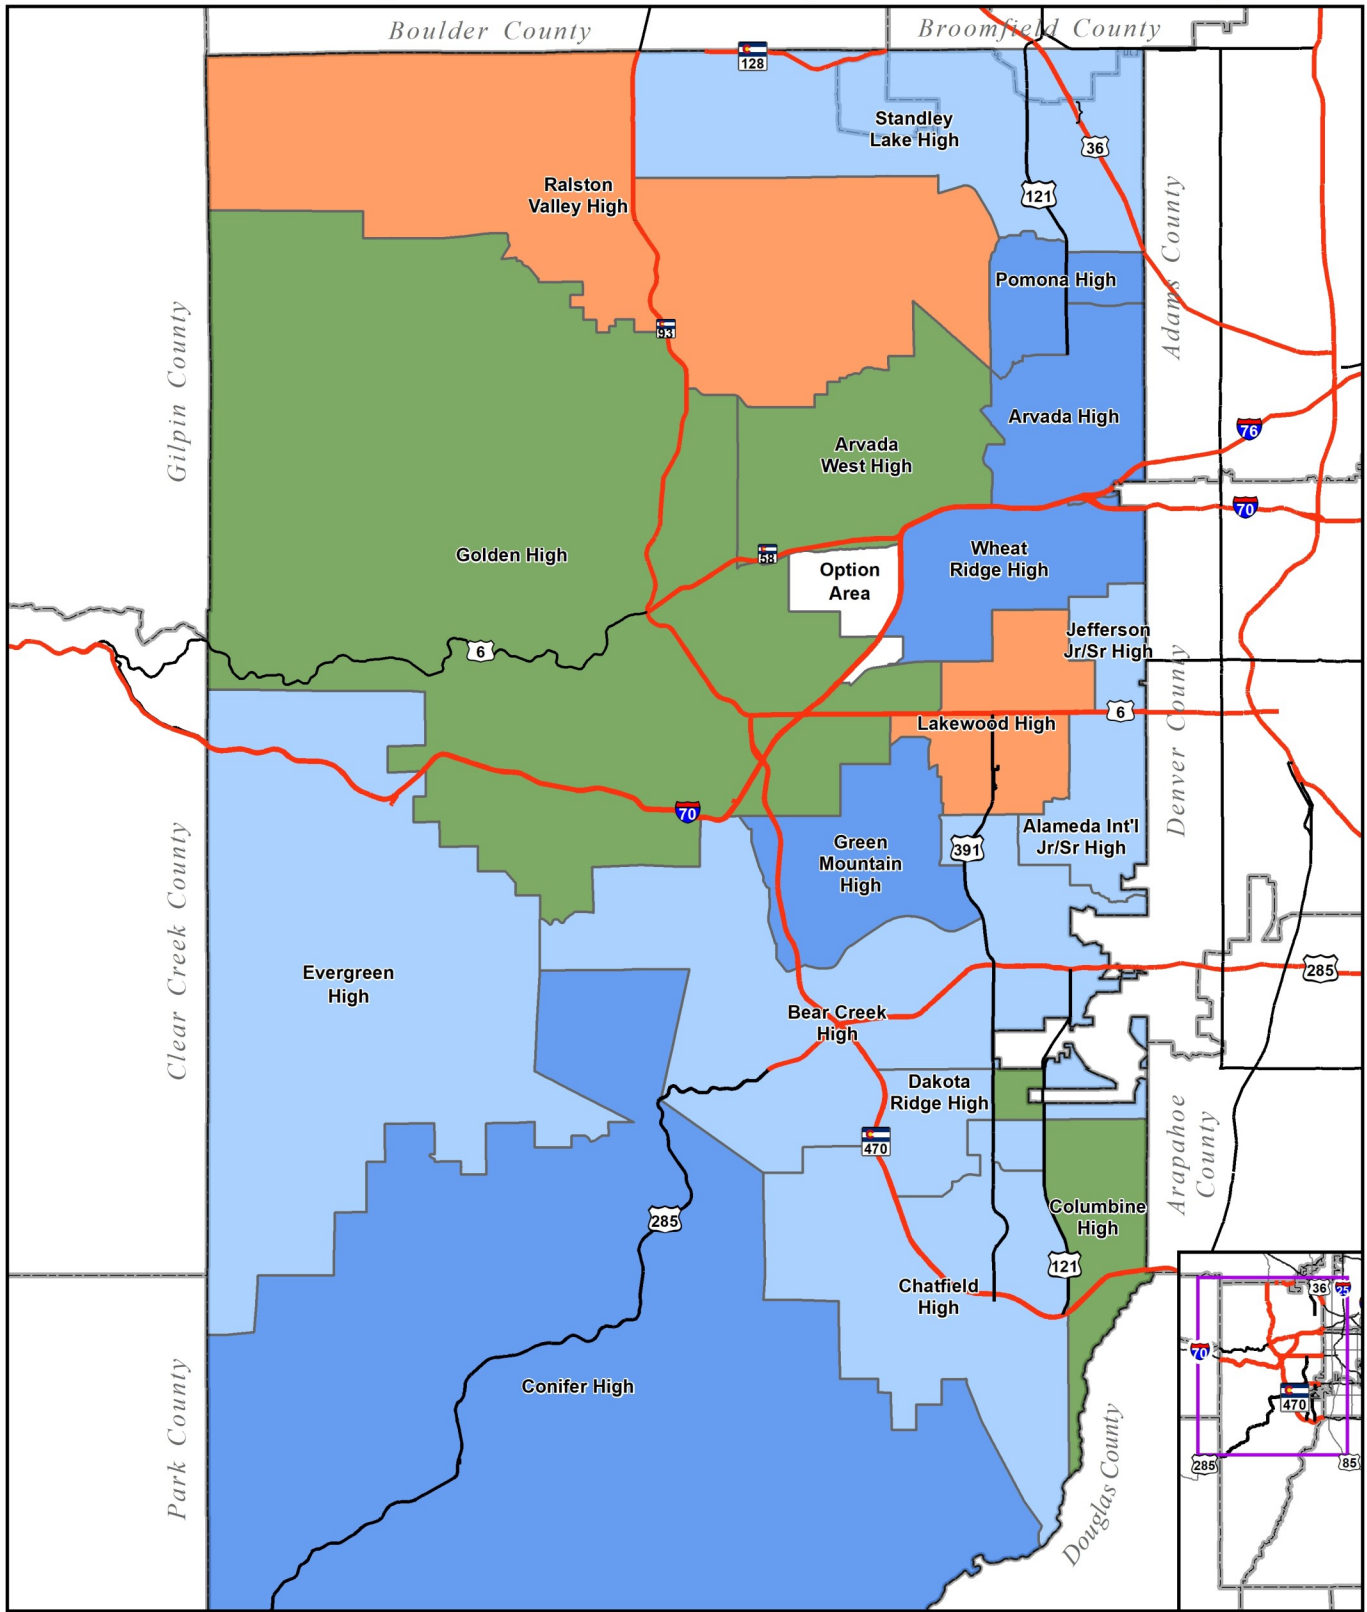 Boulder County
Broomfield County
128
Standley
Lake High
36
Ralston
Valley High
121
Adams County
Pomona High
Gilpin County
93
Arvada High
76
Arvada
West High
70
Golden High
58
Wheat
Ridge High
Option
Area
Jefferson
Jr/Sr High
6
6
Lakewood High
Denver County
70
Green
Mountain
High
391
Alameda Int'l
Jr/Sr High
Clear Creek County
Evergreen
High
285
Bear Creek
High
Dakota
Ridge High
470
Arapahoe
County
285
Columbine
High
121
Chatfield
High
Conifer High
Park County
Douglas County
36
25
70
470
285
85